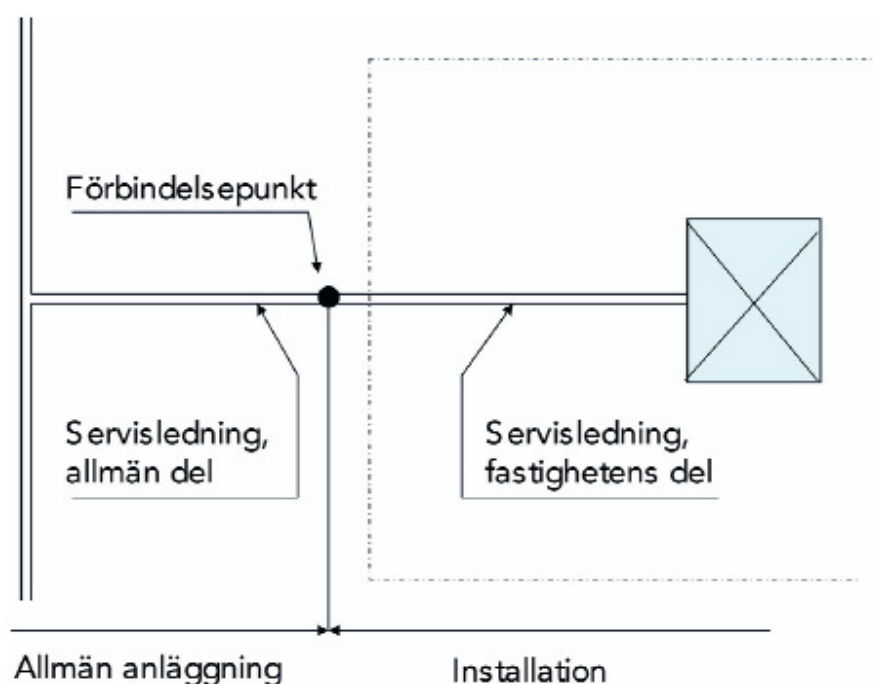 Förbindelsepunkt
Servisledning,
allmän del
Servisledning,
fastighetens del
Allmän anläggning
Installation